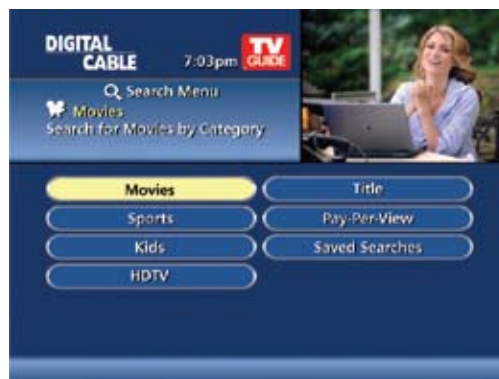 DIGITAL
CABLE
7:03pm
TV
GUIDE
Search Menu
Movies
Search for Movies by Category
Movies
Title
Sports
Pay-Per-View
Kids
Saved Searches
HDTV